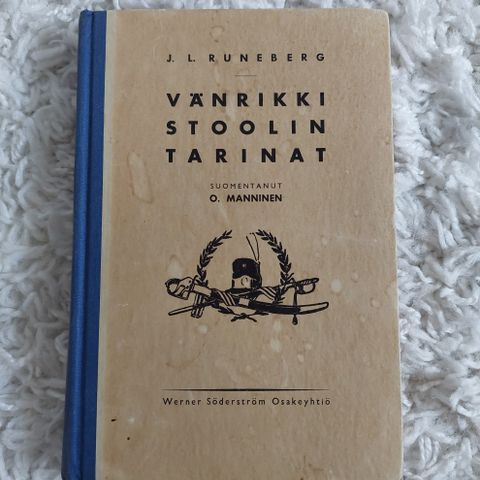 J. L. RUNEBERG
VÄNRIKKI
STOOLIN
TARINAT
SUOMENTANUT
O. MANNINEN
Werner Söderström Osakeyhtiö